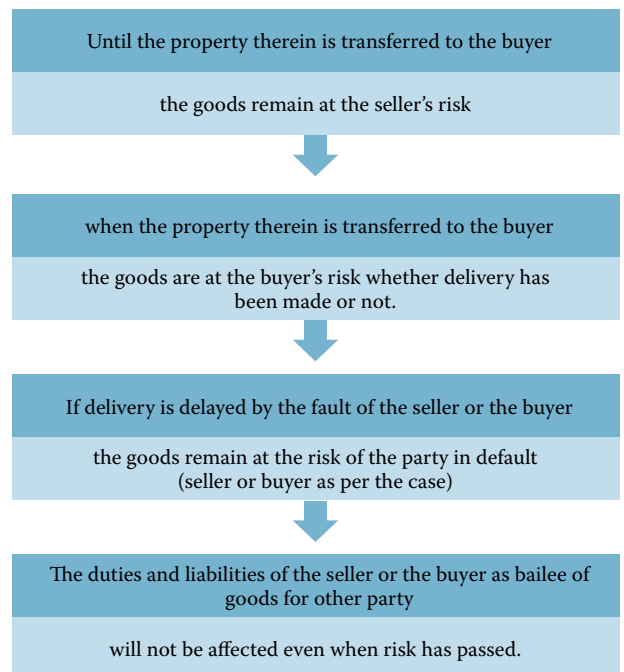 Until the property therein is transferred to the buyer
the goods remain at the seller’s risk
when the property therein is transferred to the buyer
the goods are at the buyer’s risk whether delivery has
been made or not.
If delivery is delayed by the fault of the seller or the buyer
the goods remain at the risk of the party in default
(seller or buyer as per the case)
The duties and liabilities of the seller or the buyer as bailee of
goods for other party
will not be affected even when risk has passed.